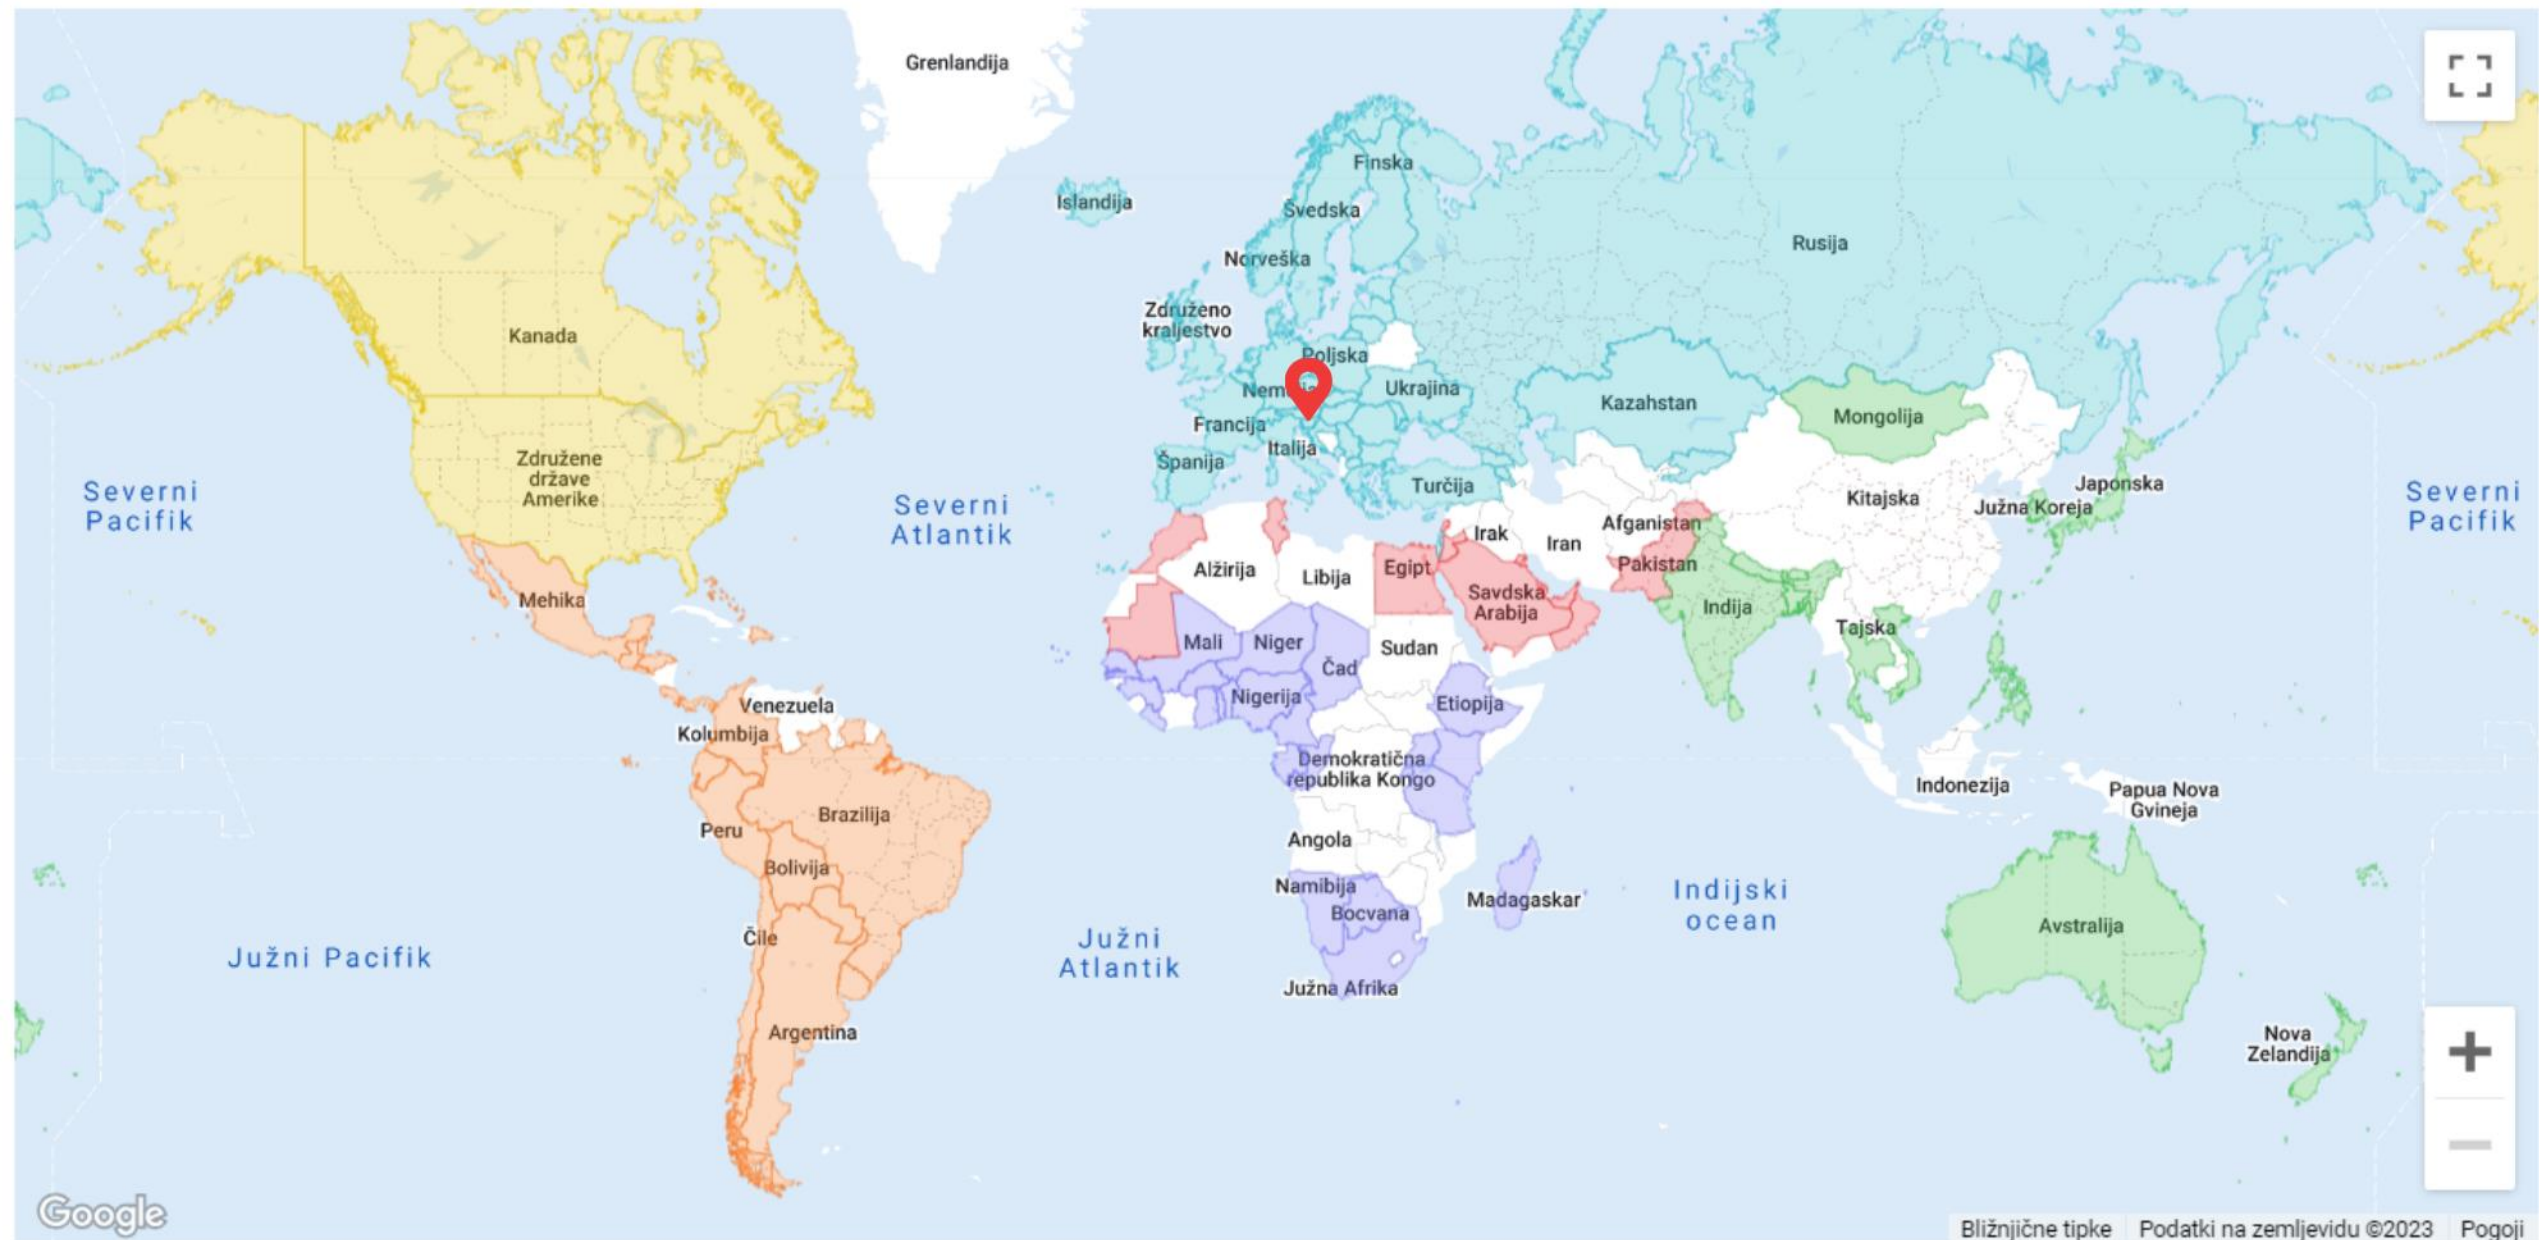 Grenlandija
Finska
Islandija
Švedska
Rusija
Norveška
Združeno
kraljestvo
Kanada
Poljska
Ukrajina
Kazahstan
Mongolija
Francija
Italija
Španija
Združene
države
Amerike
Turčija
Japonska
Kitajska
Južna Koreja
Severni
Pacifik
Severni
Atlantik
Severni
Pacifik
Irak
Iran
Afganistan
Alžirija
Libija
Egipt
Pakistan
Mehika
Savdska
Arabija
Indija
Tajska
Mali
Niger
Čad
Sudan
Venezuela
Nigerija
Etiopija
Kolumbija
Demokratična
republika Kongo
Indonezija
Papua Nova
Gvineja
Brazilija
Peru
Angola
Bolivija
Namibija
Bocvana
Madagaskar
Indijski
ocean
Avstralija
Čile
Južni Pacifik
Južni
Atlantik
Južna Afrika
Argentina
Nova
Zelandija
Google
Bližnjične tipke Podatki na zemljevidu ©2023 Pogoji